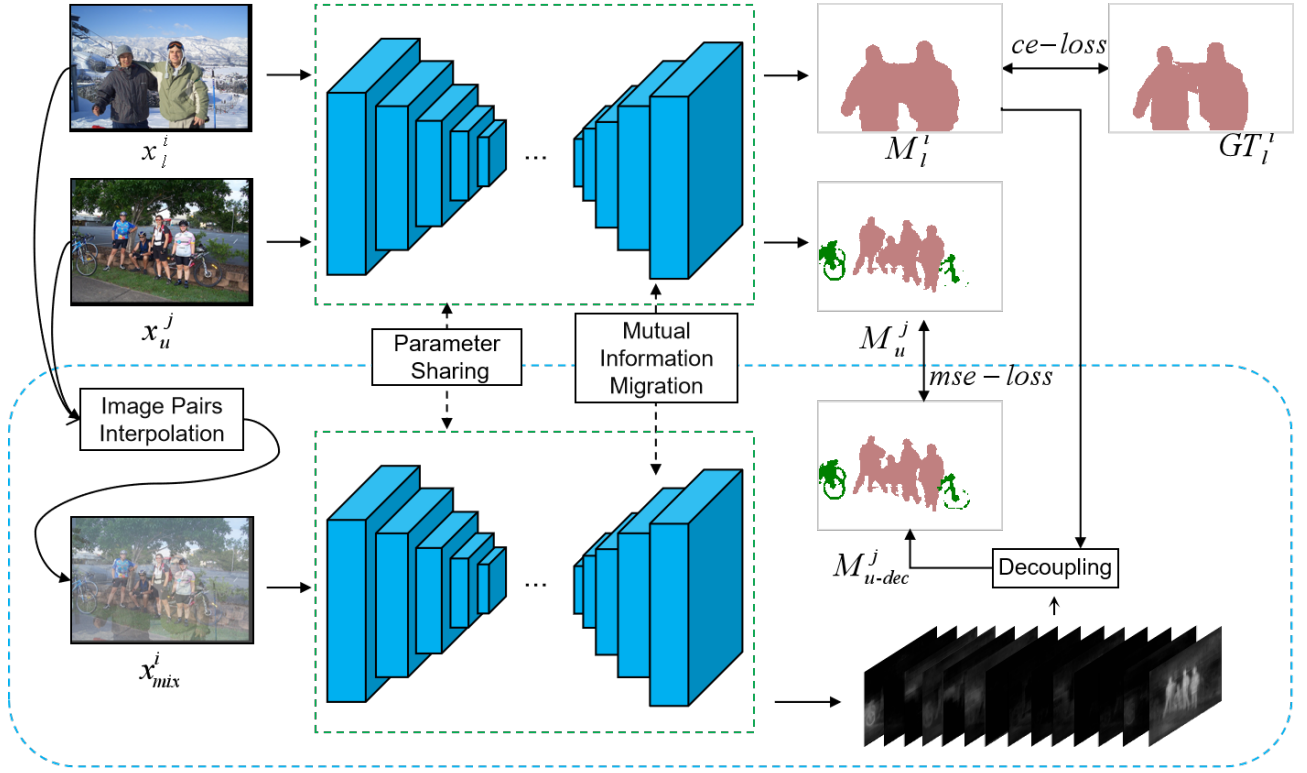 x_l^i
x_u^j
M_l^i
ce-loss
GT_l^i
Parameter
Sharing
Mutual
Information
Migration
M_u^j
mse-loss
Image Pairs
Interpolation
...
...
x_mix^i
M_u-dec^j
Decoupling